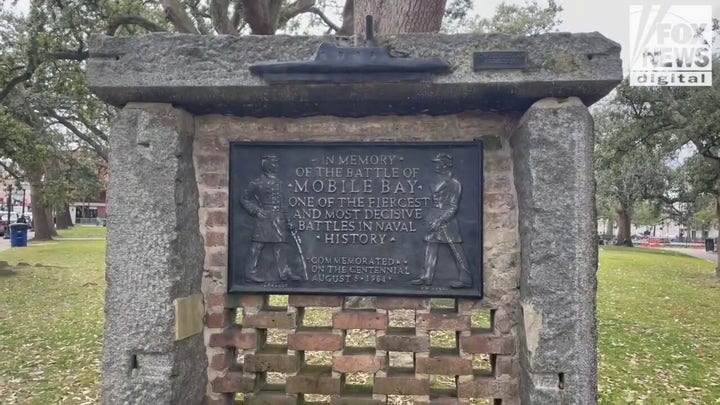 FOX NEWS
digital
IN MEMORY
OF THE BATTLE OF
MOBILE BAY
ONE OF THE FIERCEST
AND MOST DECISIVE
BATTLES IN NAVAL
HISTORY
COMMEMORATED
ON THE CENTENNIAL
AUGUST 5 • 1964 •